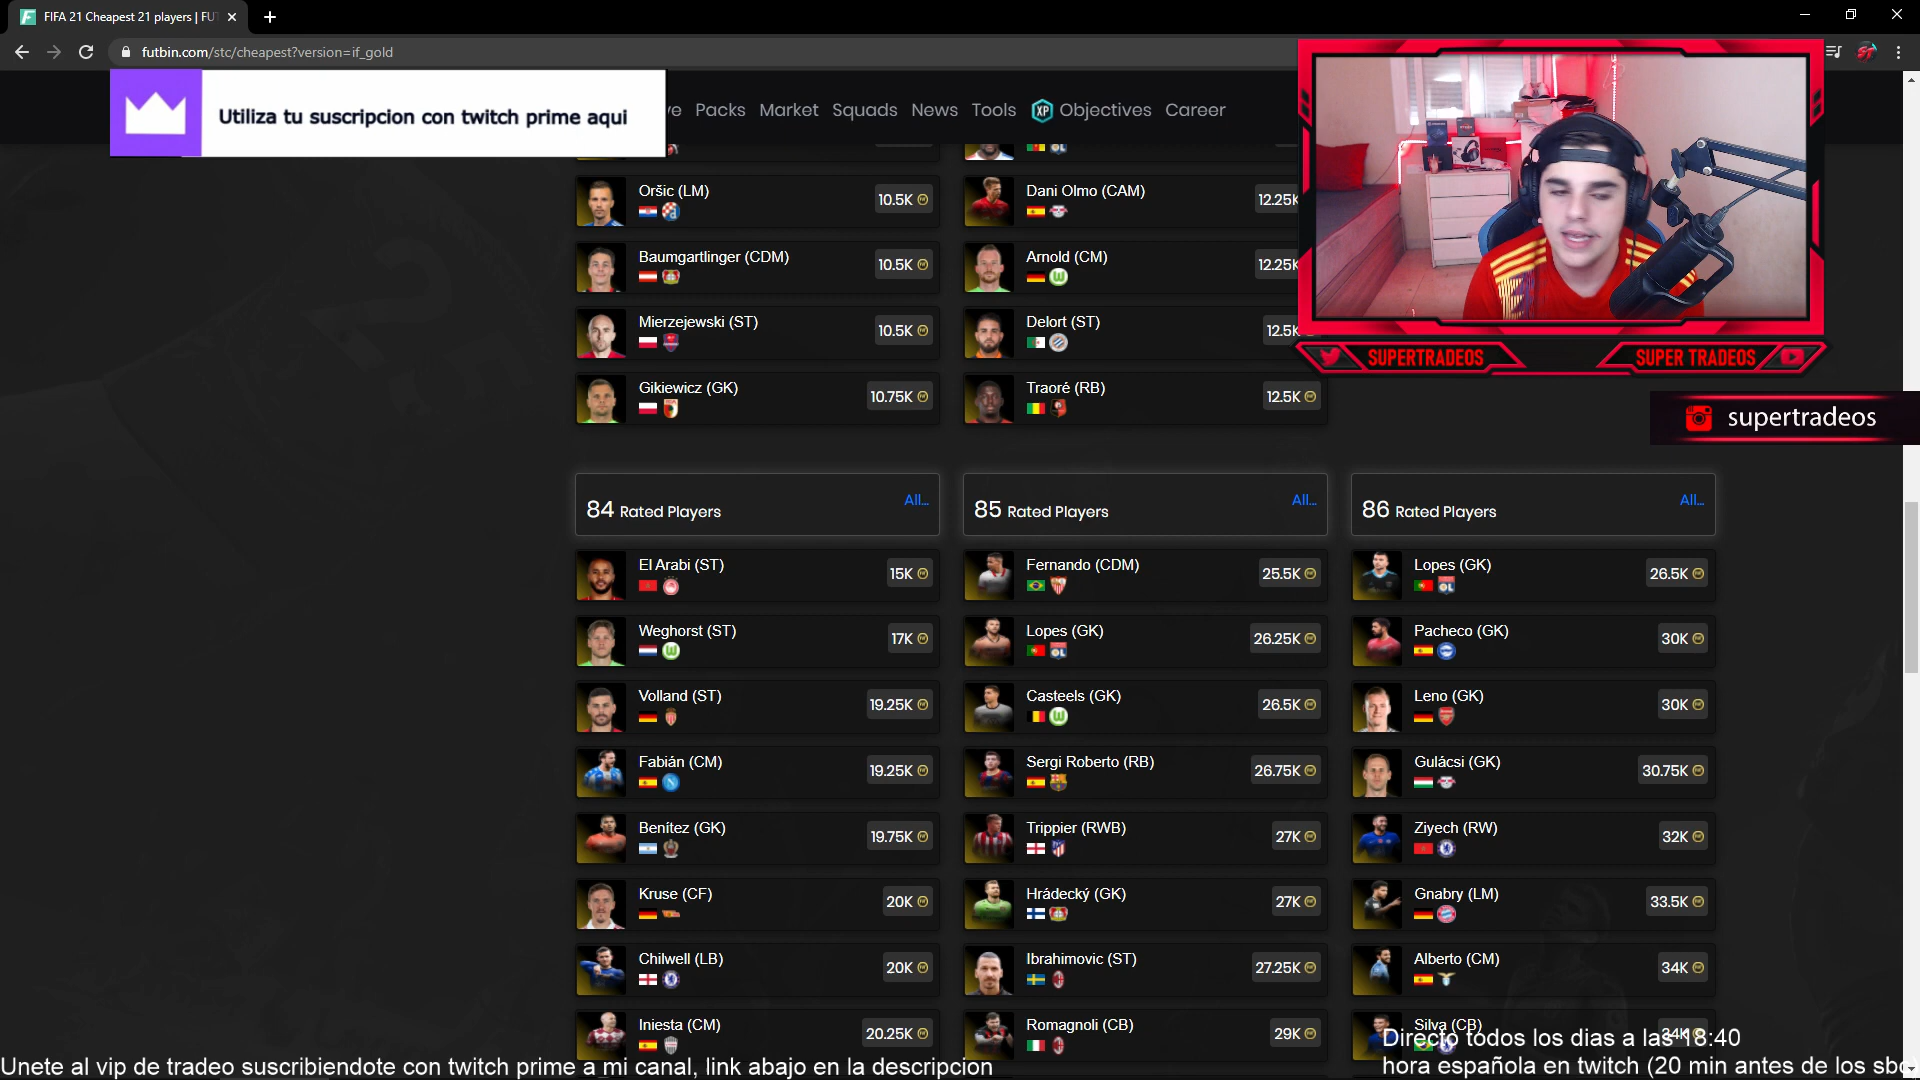 FIFA 21 Cheapest 21 players | FUT
futbin.com/stc/cheapest?version=if_gold
Utiliza tu suscripcion con twitch prime aqui
Packs Market Squads News Tools XP Objectives Career
Oršic (LM) 10.5K
Dani Olmo (CAM) 12.25K
Baumgartlinger (CDM) 10.5K
Arnold (CM) 12.25K
Mierzejewski (ST) 10.5K
Delort (ST) 12.5K
Gikiewicz (GK) 10.75K
Traoré (RB) 12.5K
SUPERTRADEOS
SUPER TRADEOS
supertradeos
84 Rated Players All...
85 Rated Players All...
86 Rated Players All...
El Arabi (ST) 15K
Fernando (CDM) 25.5K
Lopes (GK) 26.5K
Weghorst (ST) 17K
Lopes (GK) 26.25K
Pacheco (GK) 30K
Volland (ST) 19.25K
Casteels (GK) 26.5K
Leno (GK) 30K
Fabián (CM) 19.25K
Sergi Roberto (RB) 26.75K
Gulácsi (GK) 30.75K
Benítez (GK) 19.75K
Trippier (RWB) 27K
Ziyech (RW) 32K
Kruse (CF) 20K
Hrádecký (GK) 27K
Gnabry (LM) 33.5K
Chilwell (LB) 20K
Ibrahimovic (ST) 27.25K
Alberto (CM) 34K
Iniesta (CM) 20.25K
Romagnoli (CB) 29K
Silva (CB) 34K
Directo todos los dias a las 18:40
hora española en twitch (20 min antes de los sbc)
Unete al vip de tradeo suscribiendote con twitch prime a mi canal, link abajo en la descripcion